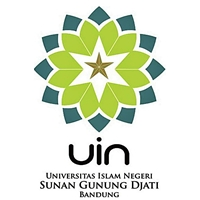 uin
UNIVERSITAS ISLAM NEGERI
SUNAN GUNUNG DJATI
BANDUNG